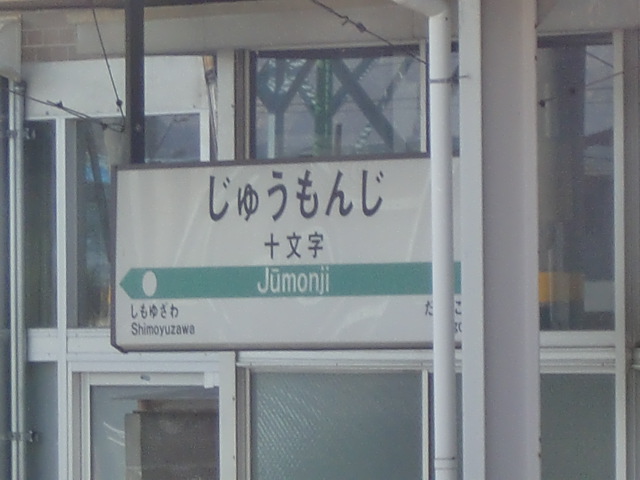 じゅうもんじ
十文字
Jūmonji
しもゆざわ
Shimoyuzawa